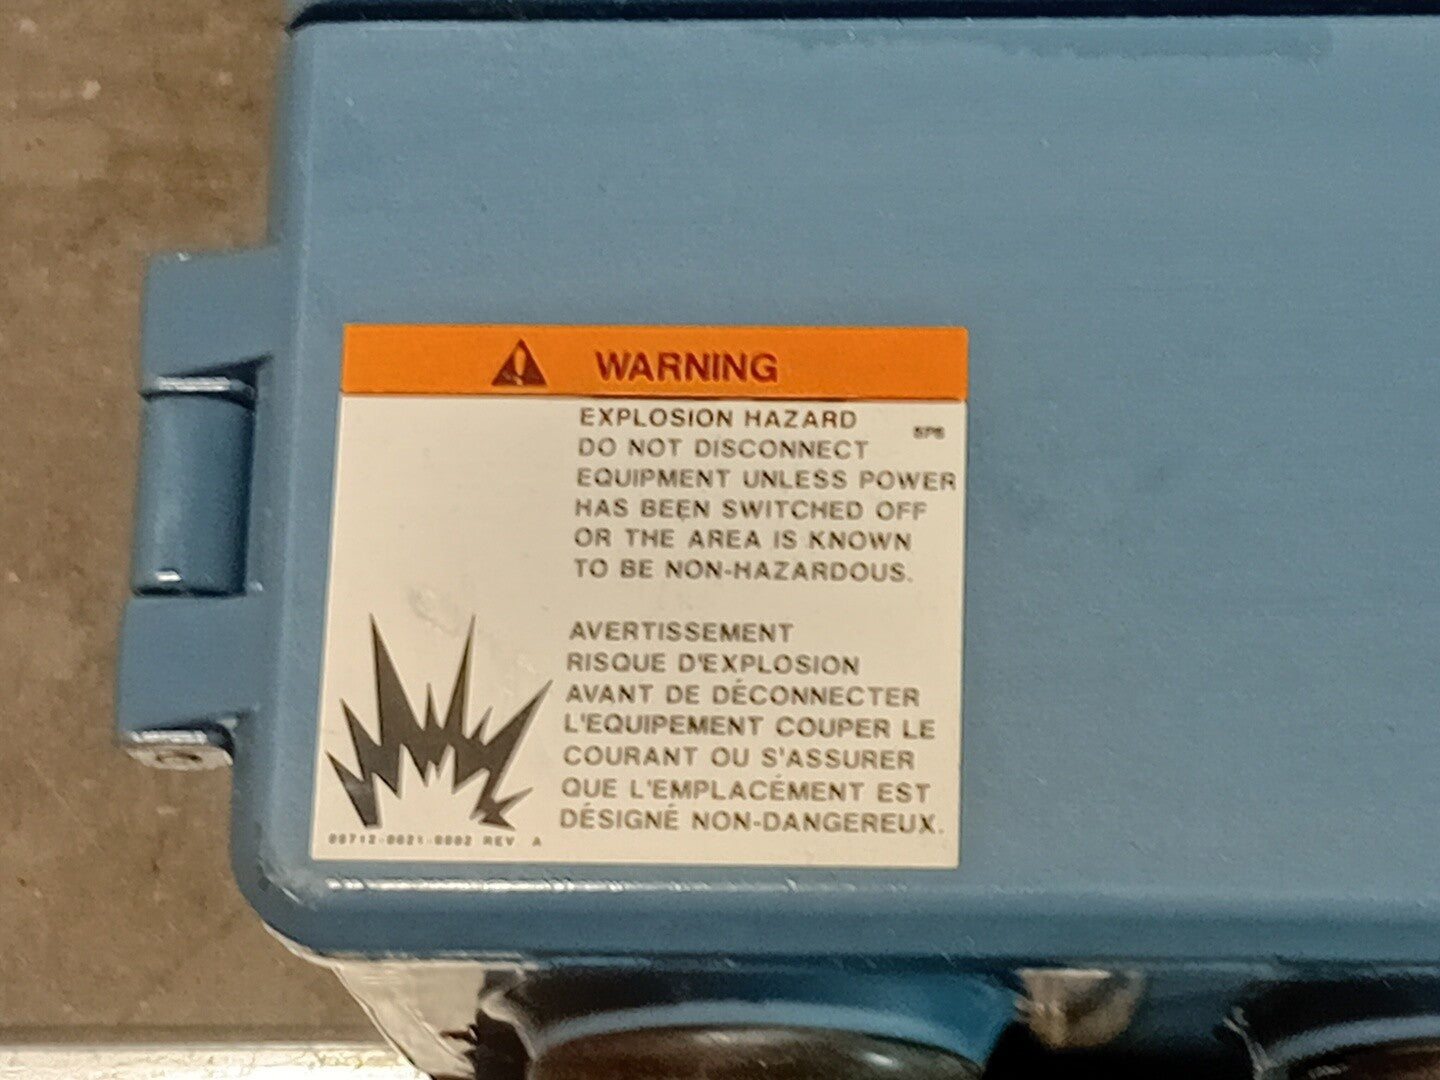 WARNING
EXPLOSION HAZARD
DO NOT DISCONNECT
EQUIPMENT UNLESS POWER
HAS BEEN SWITCHED OFF
OR THE AREA IS KNOWN
TO BE NON-HAZARDOUS.
AVERTISSEMENT
RISQUE D'EXPLOSION
AVANT DE DÉCONNECTER
L'EQUIPEMENT COUPER LE
COURANT OU S'ASSURER
QUE L'EMPLACÉMENT EST
DÉSIGNÉ NON-DANGEREUX.
REV A